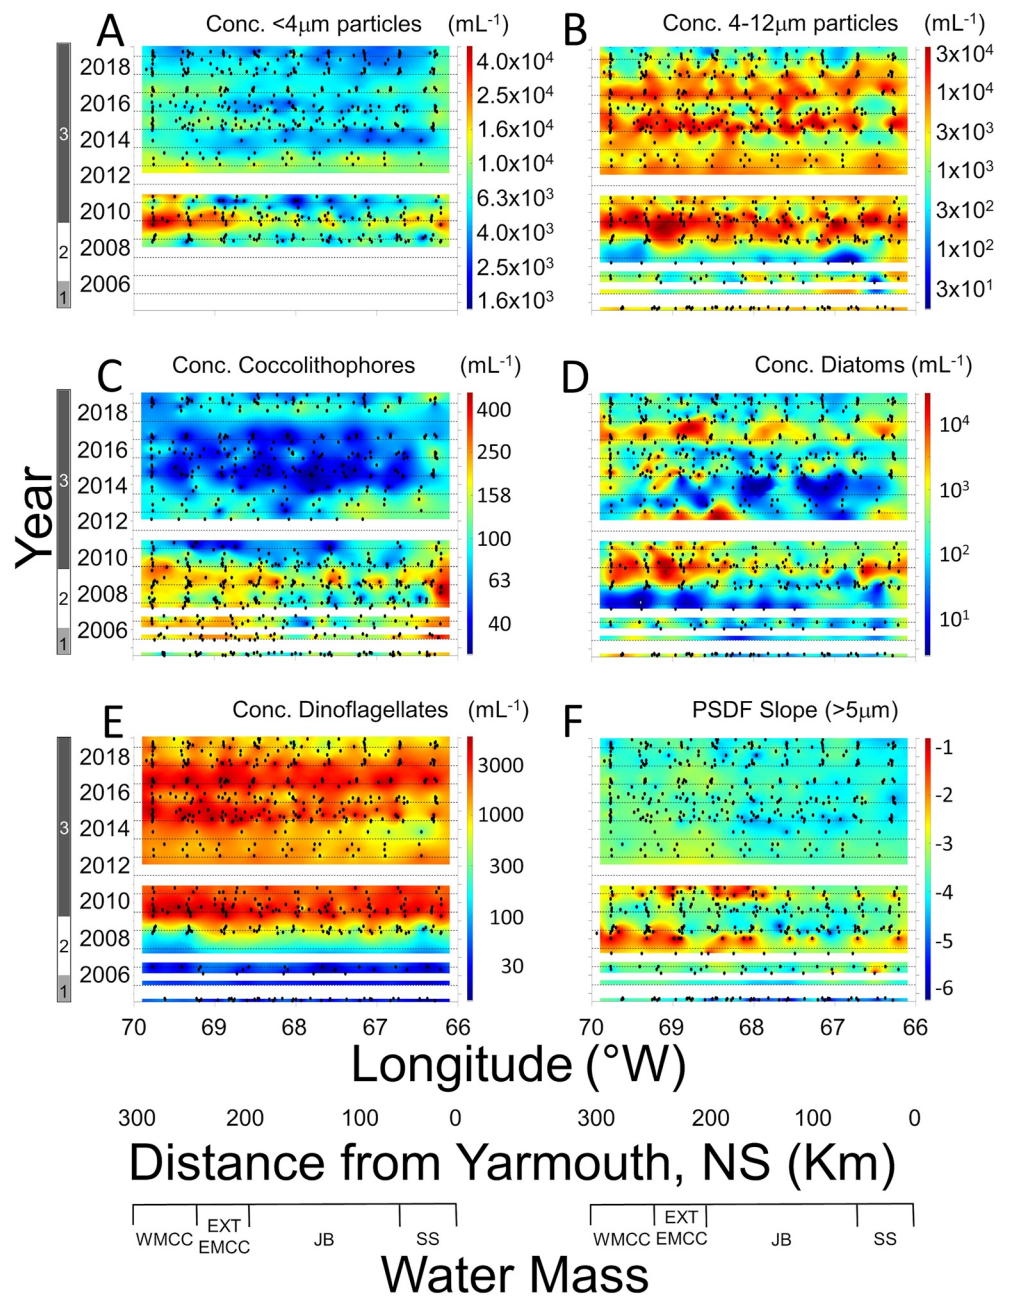 A Conc. <4μm particles (mL-1)
B Conc. 4-12μm particles (mL-1)
3
2
1
2018
2016
2014
2012
2010
2008
2006
4.0x10⁴
2.5x10⁴
1.6x10⁴
1.0x10⁴
6.3x10³
4.0x10³
2.5x10³
1.6x10³
3x10⁴
1x10⁴
3x10³
1x10³
3x10²
1x10²
3x10¹
C Conc. Coccolithophores (mL-1)
D Conc. Diatoms (mL-1)
Year
3
2
1
2018
2016
2014
2012
2010
2008
2006
400
250
158
100
63
40
10⁴
10³
10²
10¹
E Conc. Dinoflagellates (mL-1)
F PSDF Slope (>5μm)
3
2
1
2018
2016
2014
2012
2010
2008
2006
3000
1000
300
100
30
-1
-2
-3
-4
-5
-6
70 69 68 67 66
70 69 68 67 66
Longitude (°W)
300 200 100 0
300 200 100 0
Distance from Yarmouth, NS (Km)
WMCC EXT EMCC JB SS
WMCC EXT EMCC JB SS
Water Mass